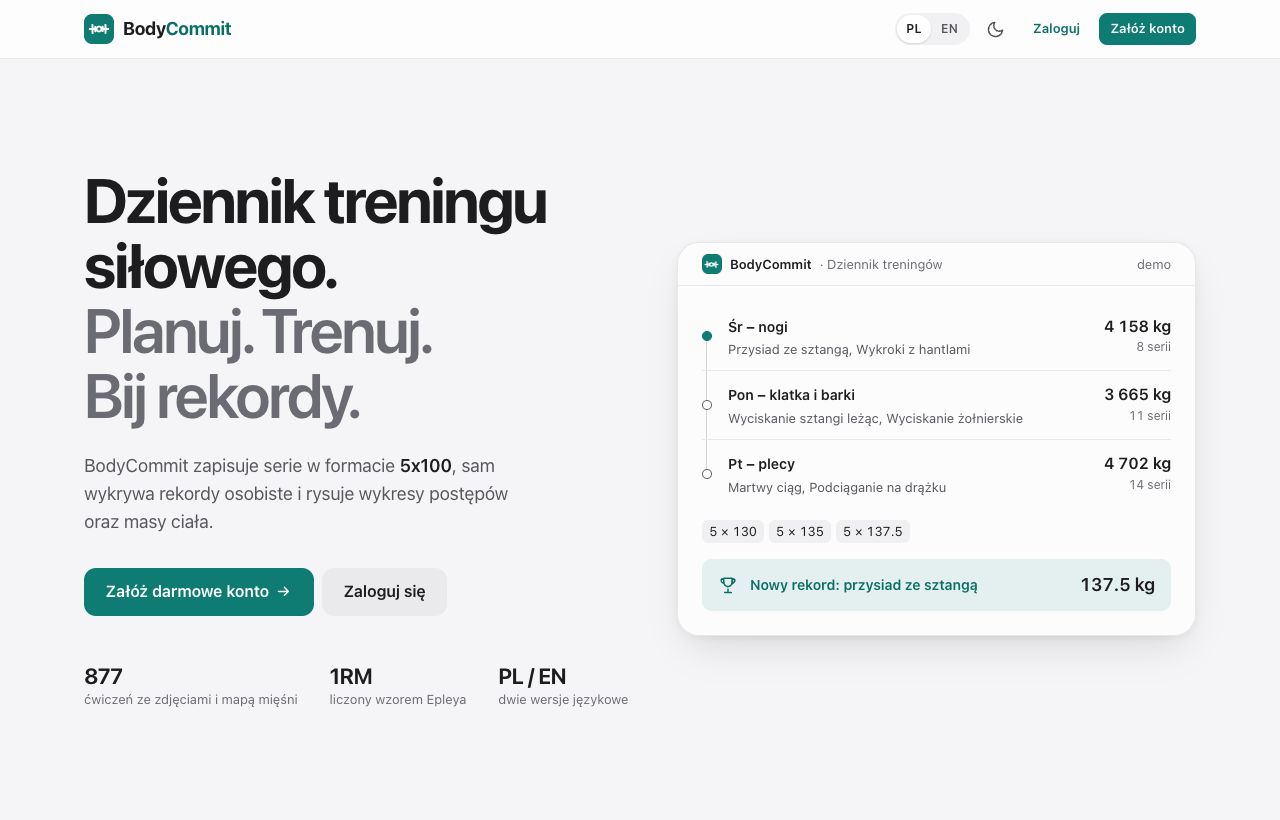 BodyCommit
PL EN
Zaloguj
Załóż konto
Dziennik treningu
siłowego.
Planuj. Trenuj.
Bij rekordy.
BodyCommit zapisuje serie w formacie 5x100, sam
wykrywa rekordy osobiste i rysuje wykresy postępów
oraz masy ciała.
Załóż darmowe konto →
Zaloguj się
877
ćwiczeń ze zdjęciami i mapą mięśni
1RM
liczony wzorem Epleya
PL / EN
dwie wersje językowe
BodyCommit · Dziennik treningów
demo
Śr – nogi
4 158 kg
Przysiad ze sztangą, Wykroki z hantlami
8 serii
Pon – klatka i barki
3 665 kg
Wyciskanie sztangi leżąc, Wyciskanie żołnierskie
11 serii
Pt – plecy
4 702 kg
Martwy ciąg, Podciąganie na drążku
14 serii
5 × 130
5 × 135
5 × 137.5
Nowy rekord: przysiad ze sztangą
137.5 kg